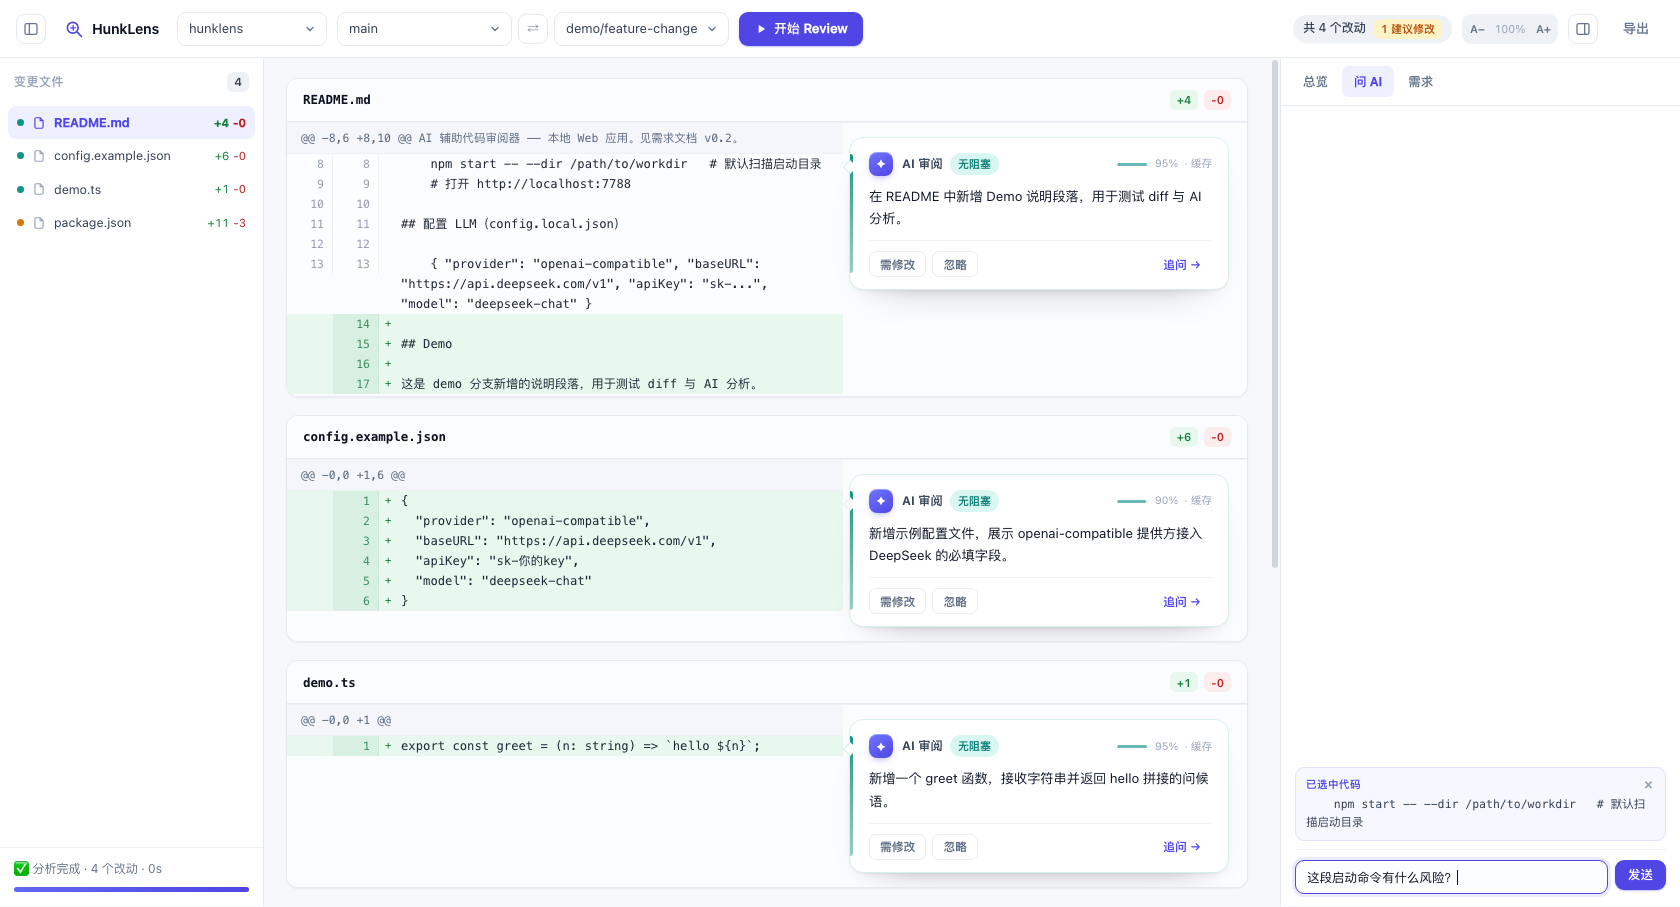 HunkLens
hunklens
main
demo/feature-change
开始 Review
共 4 个改动
1 建议修改
A− 100% A+
导出
变更文件 4
README.md +4 -0
config.example.json +6 -0
demo.ts +1 -0
package.json +11 -3
✅ 分析完成 · 4 个改动 · 0s
README.md +4 -0
@@ -8,6 +8,10 @@ AI 辅助代码审阅器 —— 本地 Web 应用。见需求文档 v0.2。
8 8 npm start -- --dir /path/to/workdir # 默认扫描启动目录
9 9 # 打开 http://localhost:7788
10 10
11 11 ## 配置 LLM（config.local.json）
12 12
13 13 { "provider": "openai-compatible", "baseURL":
"https://api.deepseek.com/v1", "apiKey": "sk-...",
"model": "deepseek-chat" }
14 +
15 + ## Demo
16 +
17 + 这是 demo 分支新增的说明段落，用于测试 diff 与 AI 分析。
AI 审阅 无阻塞 95% · 缓存
在 README 中新增 Demo 说明段落，用于测试 diff 与 AI
分析。
需修改 忽略 追问 →
config.example.json +6 -0
@@ -0,0 +1,6 @@
1 + {
2 + "provider": "openai-compatible",
3 + "baseURL": "https://api.deepseek.com/v1",
4 + "apiKey": "sk-你的key",
5 + "model": "deepseek-chat"
6 + }
AI 审阅 无阻塞 90% · 缓存
新增示例配置文件，展示 openai-compatible 提供方接入
DeepSeek 的必填字段。
需修改 忽略 追问 →
demo.ts +1 -0
@@ -0,0 +1 @@
1 + export const greet = (n: string) => `hello ${n}`;
AI 审阅 无阻塞 95% · 缓存
新增一个 greet 函数，接收字符串并返回 hello 拼接的问候
语。
需修改 忽略 追问 →
总览 问 AI 需求
已选中代码 ×
npm start -- --dir /path/to/workdir # 默认扫
描启动目录
这段启动命令有什么风险?
发送